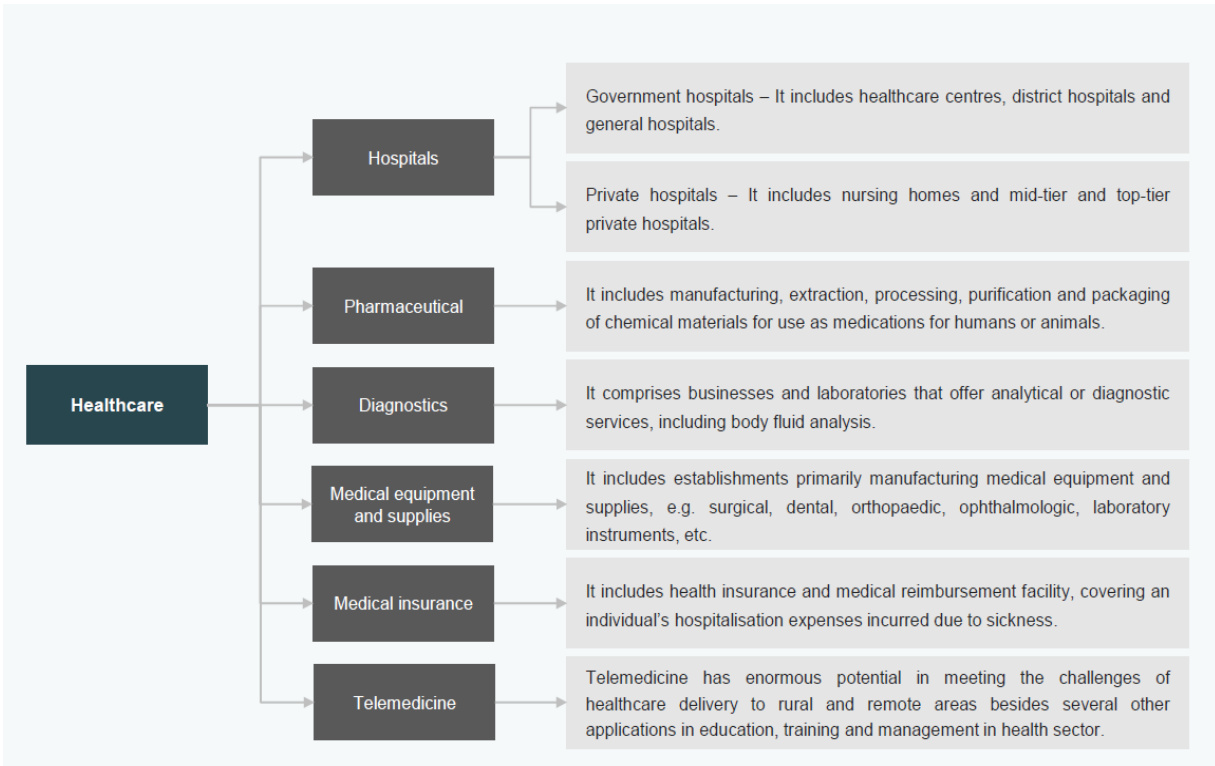 Government hospitals – It includes healthcare centres, district hospitals and
general hospitals.
Hospitals
Private hospitals – It includes nursing homes and mid-tier and top-tier
private hospitals.
Pharmaceutical
It includes manufacturing, extraction, processing, purification and packaging
of chemical materials for use as medications for humans or animals.
Healthcare
Diagnostics
It comprises businesses and laboratories that offer analytical or diagnostic
services, including body fluid analysis.
Medical equipment
and supplies
It includes establishments primarily manufacturing medical equipment and
supplies, e.g. surgical, dental, orthopaedic, ophthalmologic, laboratory
instruments, etc.
Medical insurance
It includes health insurance and medical reimbursement facility, covering an
individual’s hospitalisation expenses incurred due to sickness.
Telemedicine
Telemedicine has enormous potential in meeting the challenges of
healthcare delivery to rural and remote areas besides several other
applications in education, training and management in health sector.